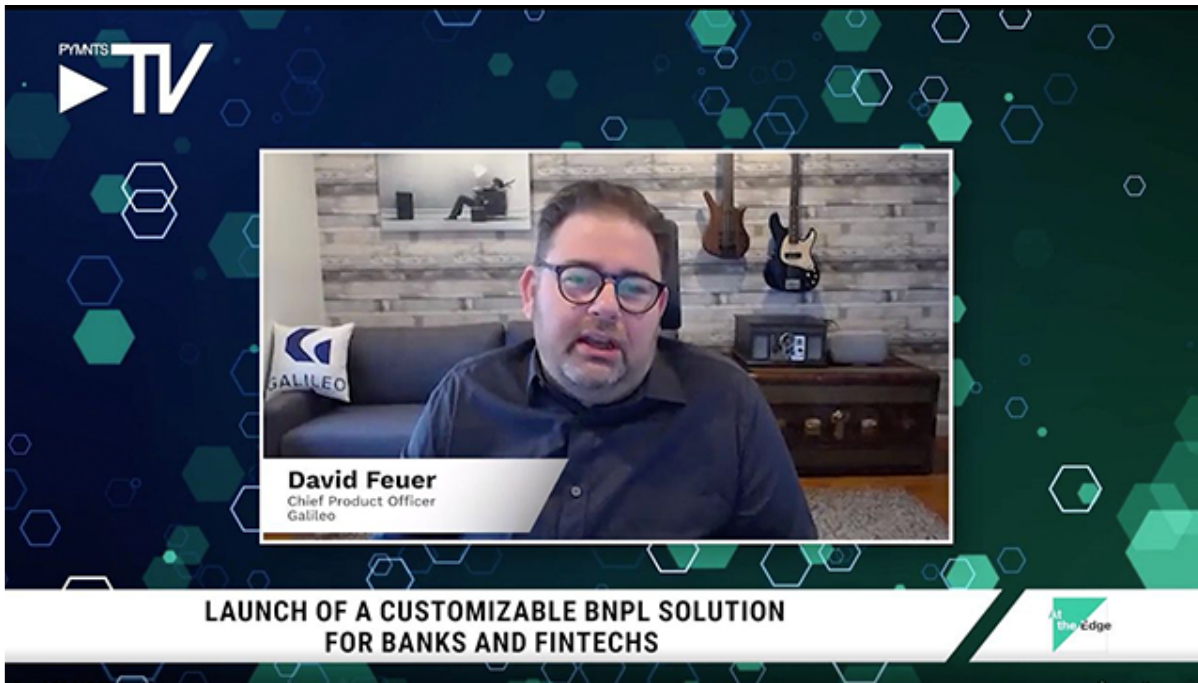 PYMNTS
TV
GALILEO
David Feuer
Chief Product Officer
Galileo
LAUNCH OF A CUSTOMIZABLE BNPL SOLUTION
FOR BANKS AND FINTECHS
At
the Edge